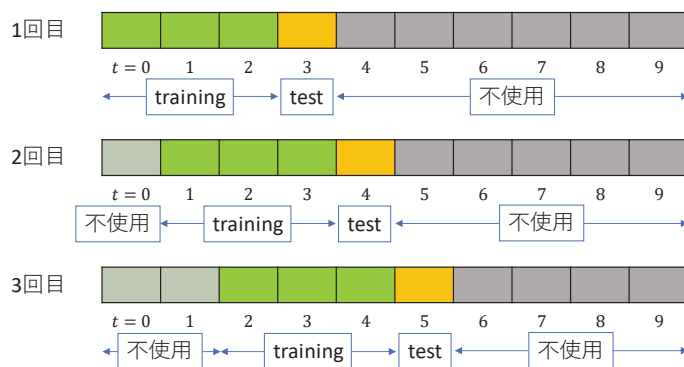 1回目
t = 0 1 2 3 4 5 6 7 8 9
training test 不使用
2回目
t = 0 1 2 3 4 5 6 7 8 9
不使用 training test 不使用
3回目
t = 0 1 2 3 4 5 6 7 8 9
不使用 training test 不使用